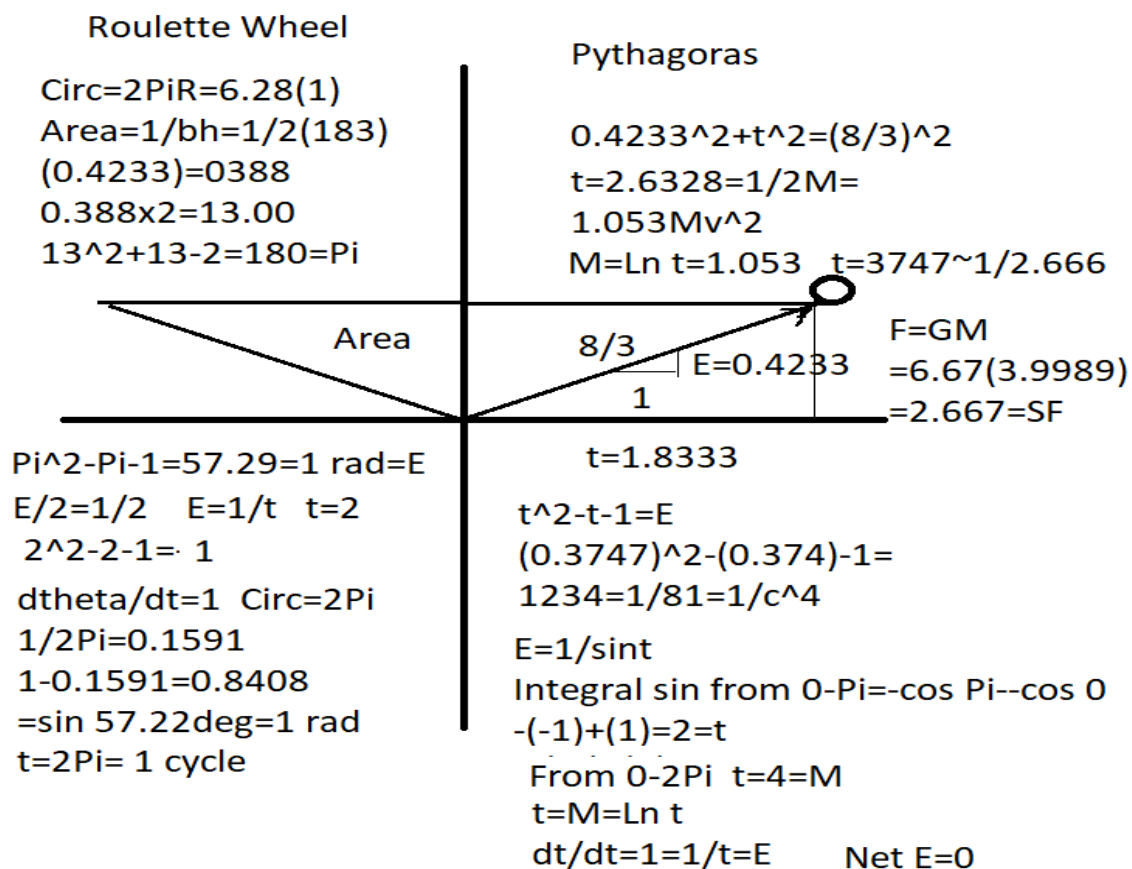 Roulette Wheel
Circ=2PiR=6.28(1)
Area=1/bh=1/2(183)
(0.4233)=0388
0.388x2=13.00
13^2+13-2=180=Pi
Pythagoras
0.4233^2+t^2=(8/3)^2
t=2.6328=1/2M=
1.053Mv^2
M=Ln t=1.053 t=3747~1/2.666
Area
8/3
E=0.4233
1
F=GM
=6.67(3.9989)
=2.667=SF
t=1.8333
Pi^2-Pi-1=57.29=1 rad=E
E/2=1/2 E=1/t t=2
2^2-2-1=- 1
dtheta/dt=1 Circ=2Pi
1/2Pi=0.1591
1-0.1591=0.8408
=sin 57.22deg=1 rad
t=2Pi= 1 cycle
t^2-t-1=E
(0.3747)^2-(0.374)-1=
1234=1/81=1/c^4
E=1/sint
Integral sin from 0-Pi=-cos Pi--cos 0
-(-1)+(1)=2=t
From 0-2Pi t=4=M
t=M=Ln t
dt/dt=1=1/t=E Net E=0